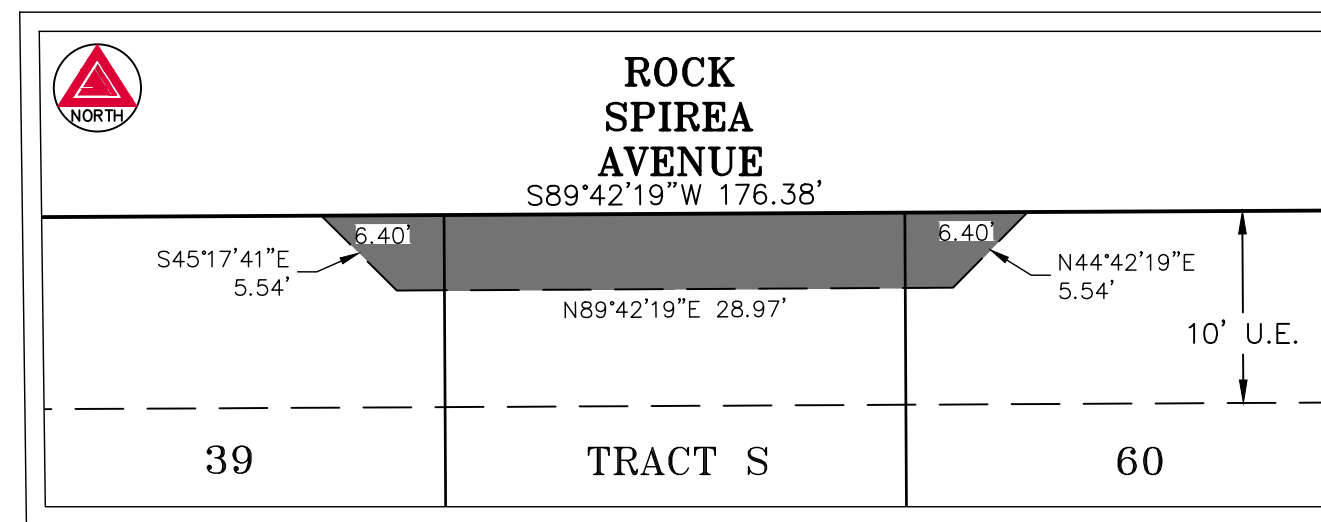 NORTH
ROCK
SPIREA
AVENUE
S89°42'19"W 176.38'
6.40'
6.40'
S45°17'41"E
5.54'
N44°42'19"E
5.54'
N89°42'19"E 28.97'
10' U.E.
39
TRACT S
60